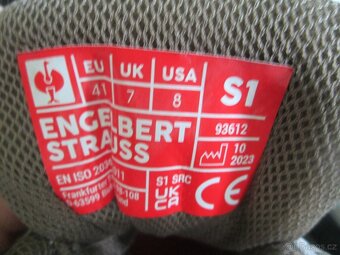 EU UK USA S1
41 7 8
93612
ENGELBERT
STRAUSS
10
2023
EN ISO
S1 SRC
UK
CA
CE
Frankfurter